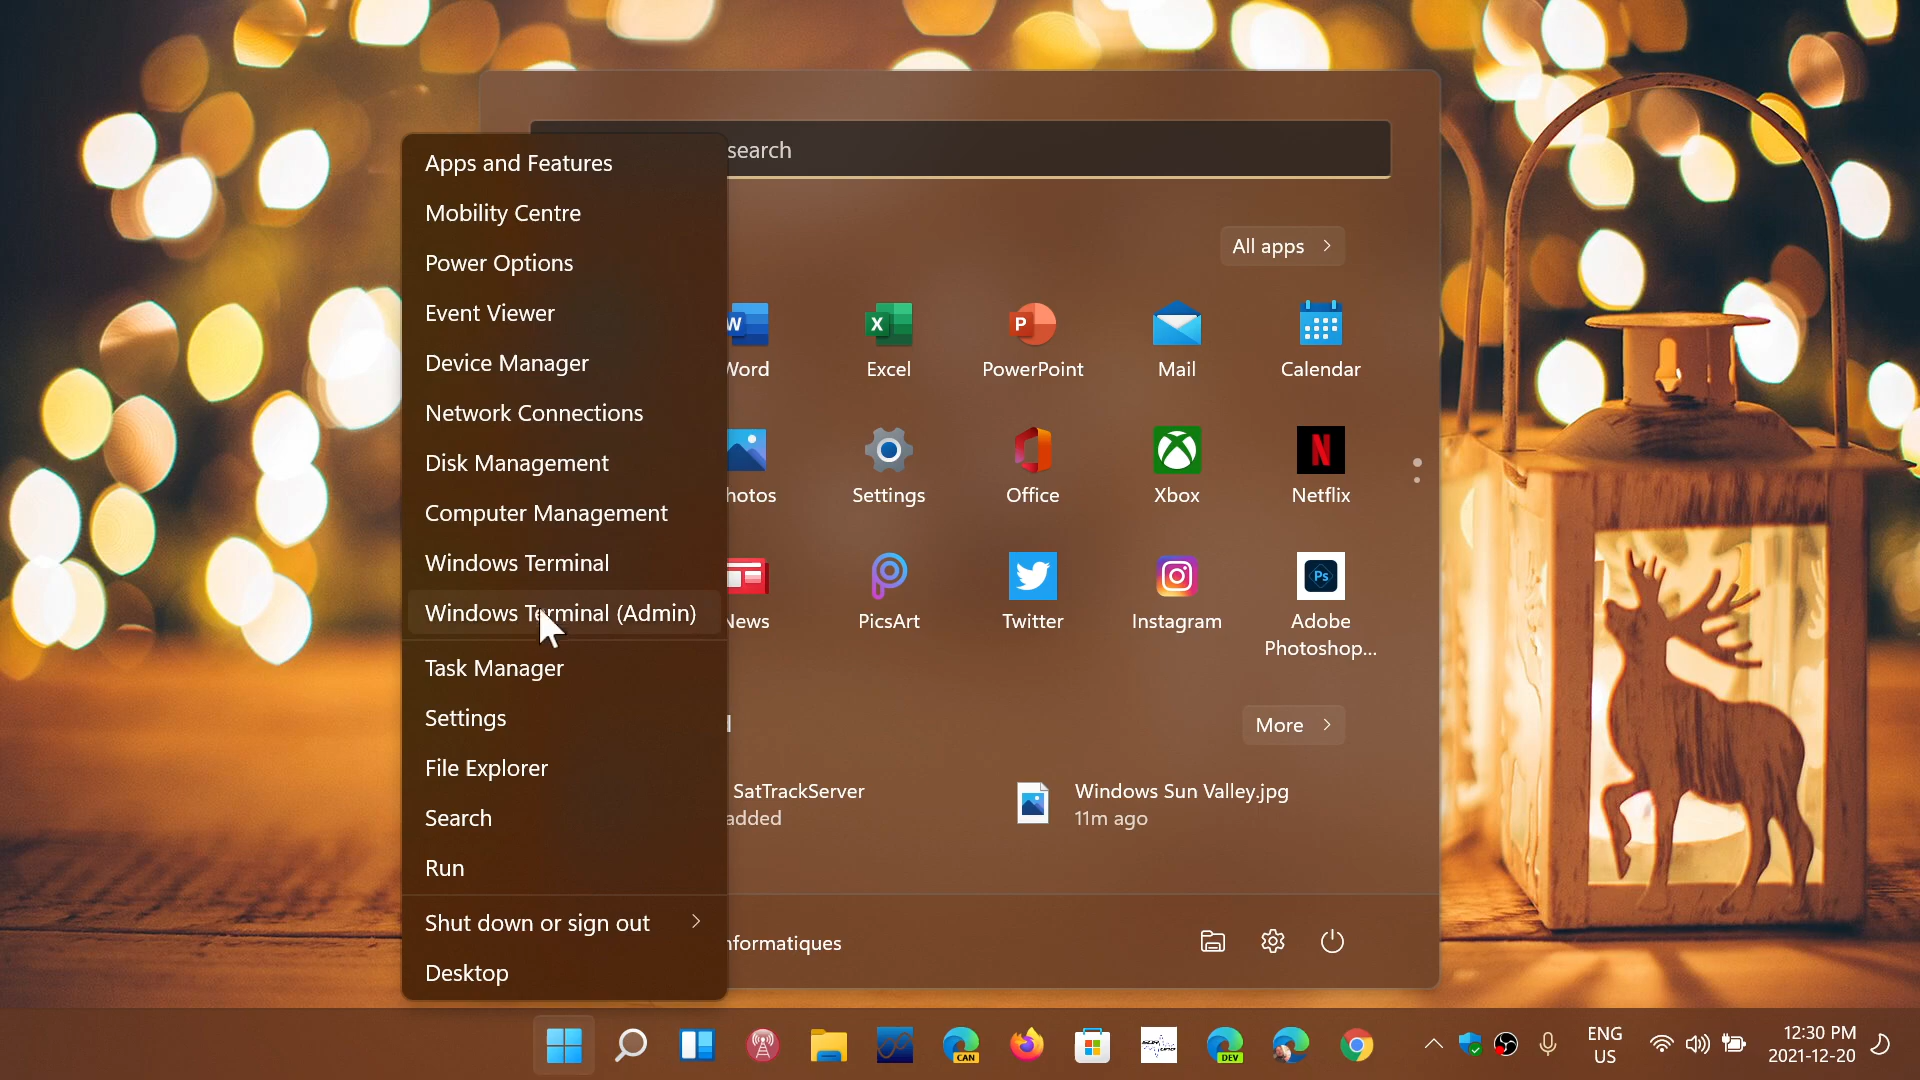 search
Apps and Features
Mobility Centre
Power Options
Event Viewer
Device Manager
Network Connections
Disk Management
Computer Management
Windows Terminal
Windows Terminal (Admin)
Task Manager
Settings
File Explorer
Search
Run
Shut down or sign out
Desktop
All apps
Word
Excel
PowerPoint
Mail
Calendar
hotos
Settings
Office
Xbox
Netflix
News
PicsArt
Twitter
Instagram
Adobe
Photoshop...
More
SatTrackServer
added
Windows Sun Valley.jpg
11m ago
nformatiques
W
X
P
N
Ps
CAN
DEV
ENG
US
12:30 PM
2021-12-20